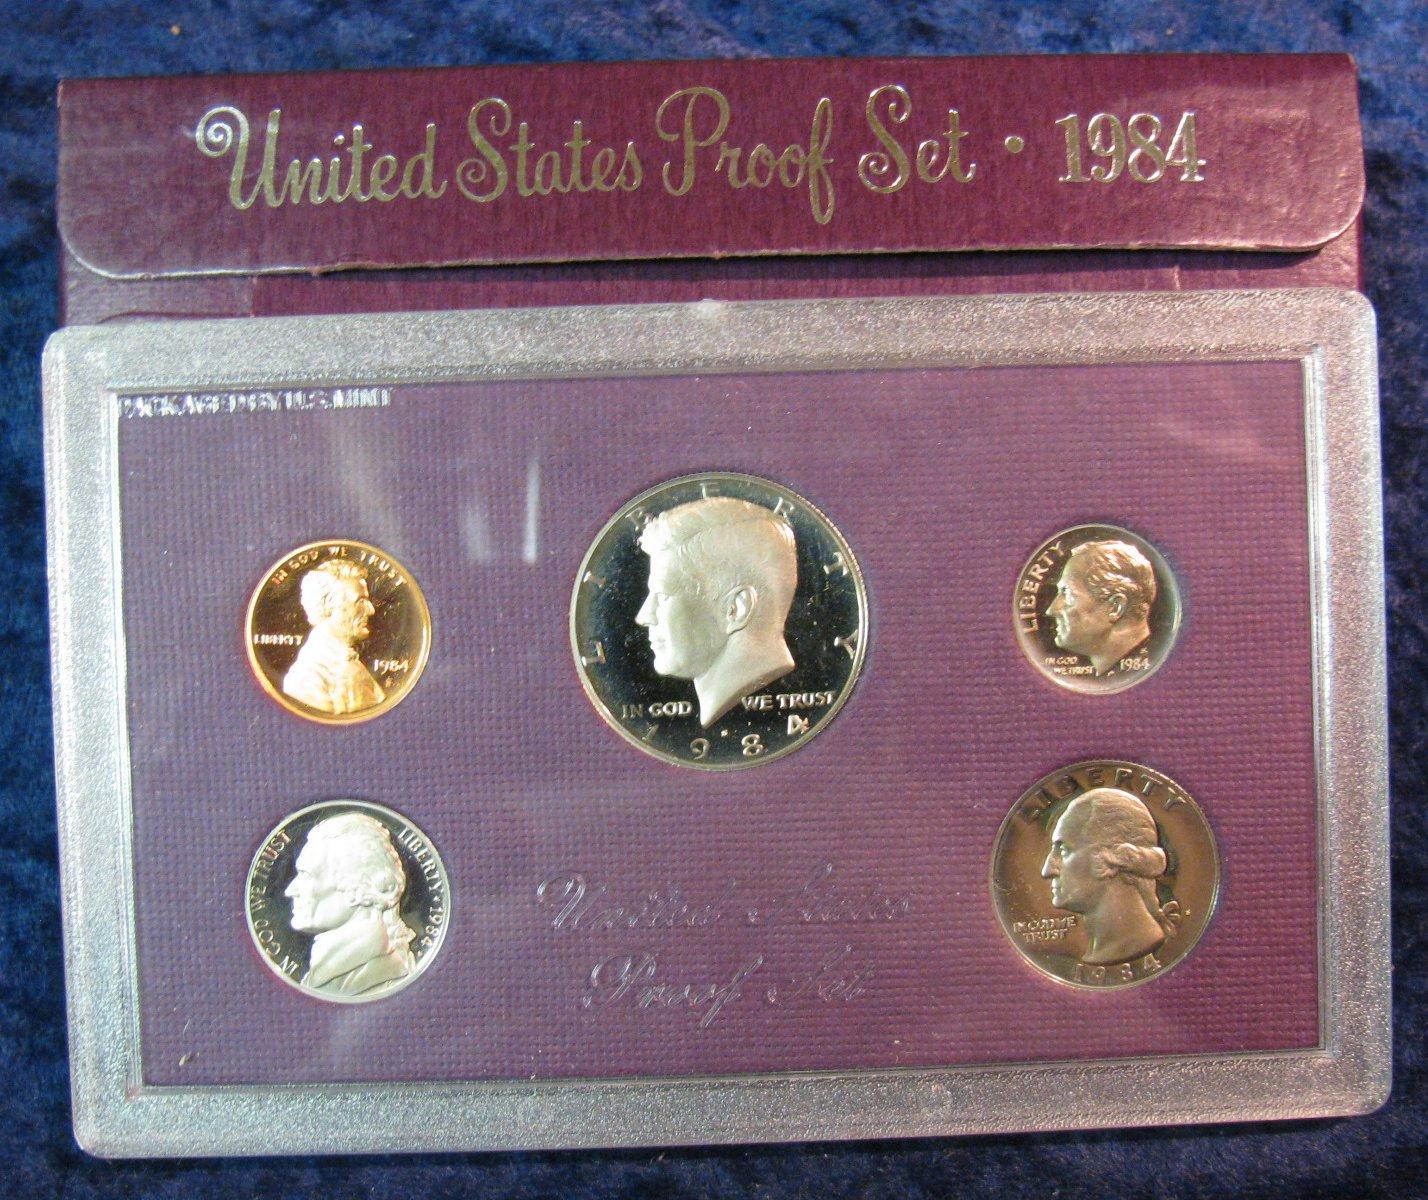 United States Proof Set · 1984
PACKAGED BY U.S. MINT
LIBERTY
IN GOD WE TRUST
1984
IN GOD WE TRUST
LIBERTY
1984
S
LIBERTY
IN GOD
WE TRUST
1984
S
IN GOD WE TRUST
LIBERTY · 1984
LIBERTY
IN GOD WE
TRUST
1984
United States
Proof Set